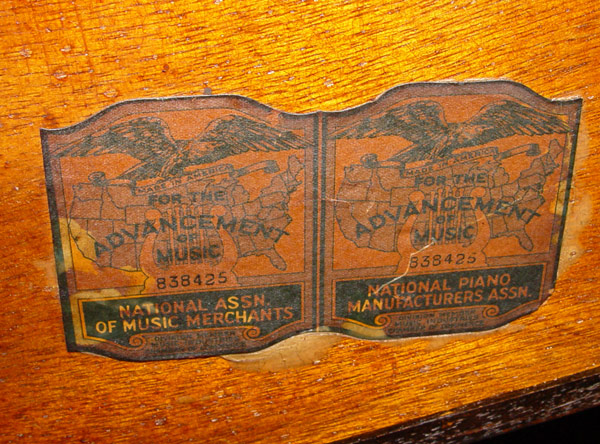 MADE IN AMERICA
FOR THE
ADVANCEMENT
OF
MUSIC
838425
NATIONAL ASSN.
OF MUSIC MERCHANTS
MADE IN AMERICA
FOR THE
ADVANCEMENT
OF
MUSIC
838425
NATIONAL PIANO
MANUFACTURERS ASSN.